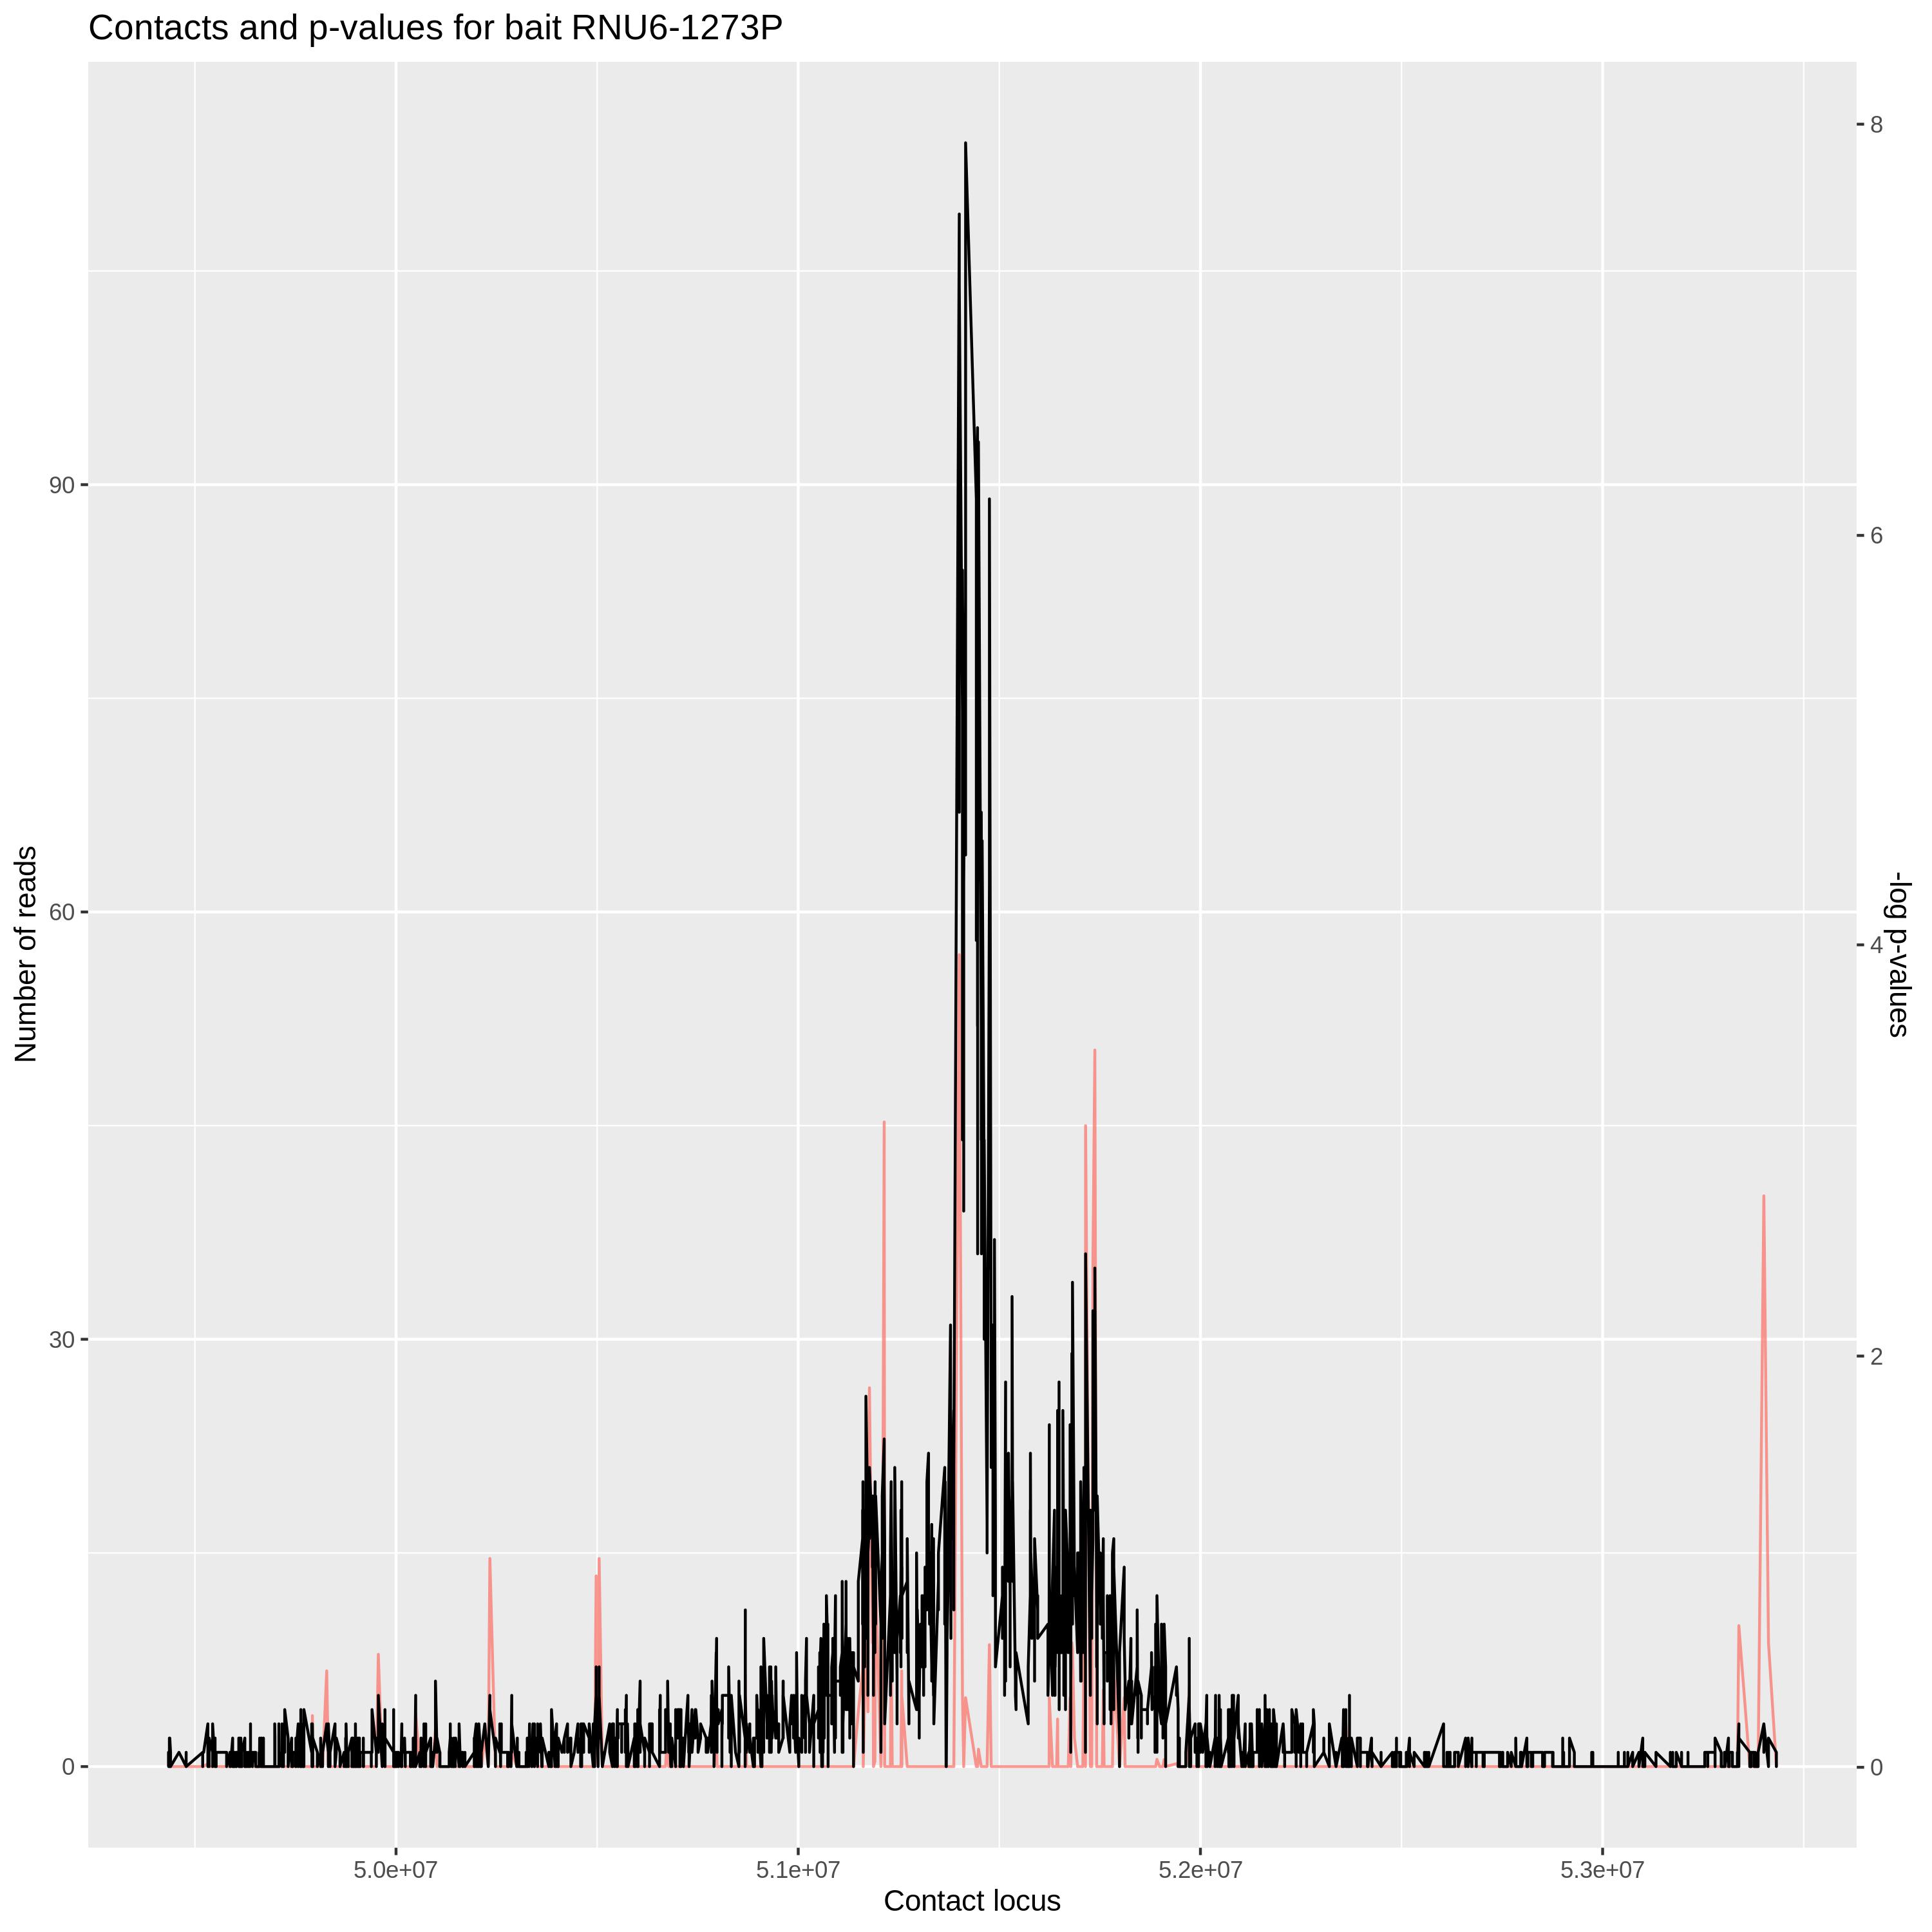 Contacts and p-values for bait RNU6-1273P
Number of reads
90
60
30
0
8
6
4
2
0
-log p-values
5.0e+07
5.1e+07
5.2e+07
5.3e+07
Contact locus